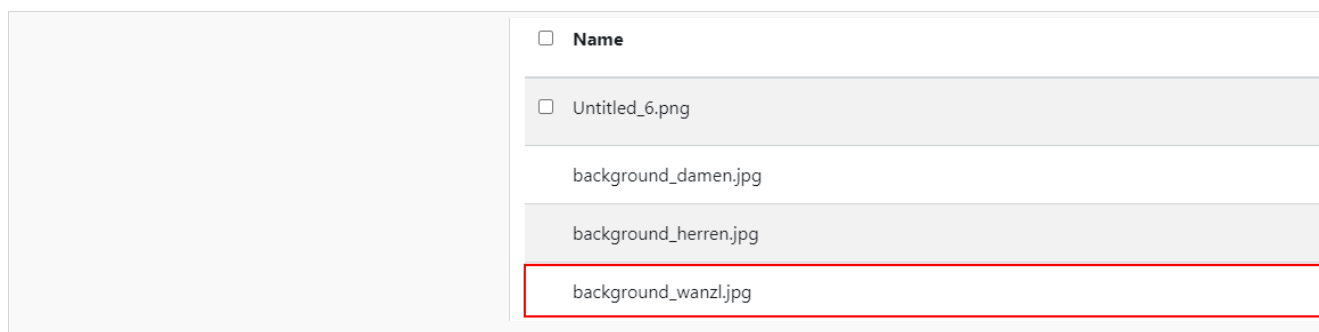 Name
Untitled_6.png
background_damen.jpg
background_herren.jpg
background_wanzl.jpg